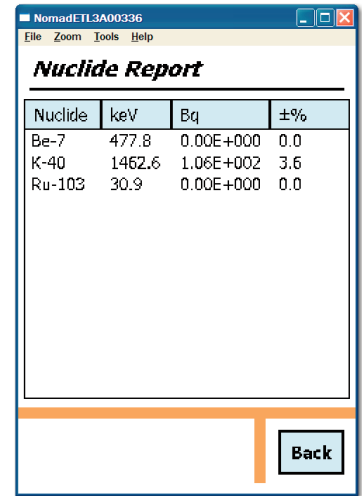 NomadETL3A00336
File Zoom Tools Help
Nuclide Report
Nuclide keV Bq ±%
Be-7 477.8 0.00E+000 0.0
K-40 1462.6 1.06E+002 3.6
Ru-103 30.9 0.00E+000 0.0
Back